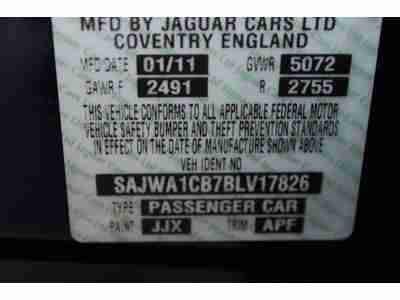 MFD BY JAGUAR CARS LTD
COVENTRY ENGLAND
MFD DATE 01/11 GVWR 5072
GAWR.F 2491 R. 2755
THIS VEHICLE CONFORMS TO ALL APPLICABLE FEDERAL MOTOR
VEHICLE SAFETY BUMPER AND THEFT PREVENTION STANDARDS
IN EFFECT ON THE DATE OF MANUFACTURE SHOWN ABOVE
VEH IDENT NO
SAJWA1CB7BLV17826
TYPE PASSENGER CAR
PAINT JJX TRIM APF